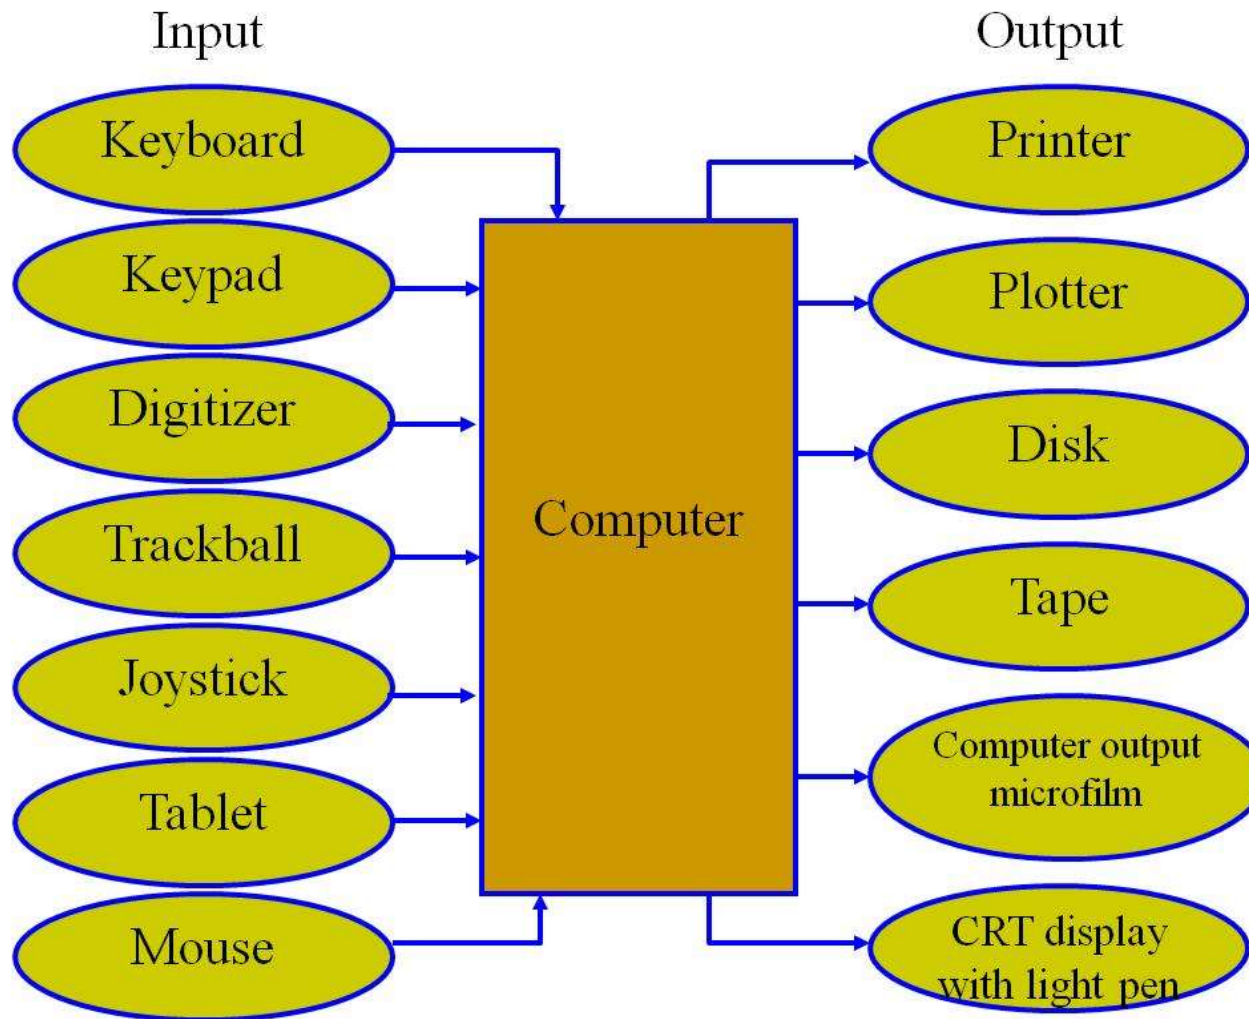 Input
Output
Keyboard
Keypad
Digitizer
Trackball
Joystick
Tablet
Mouse
Computer
Printer
Plotter
Disk
Tape
Computer output
microfilm
CRT display
with light pen